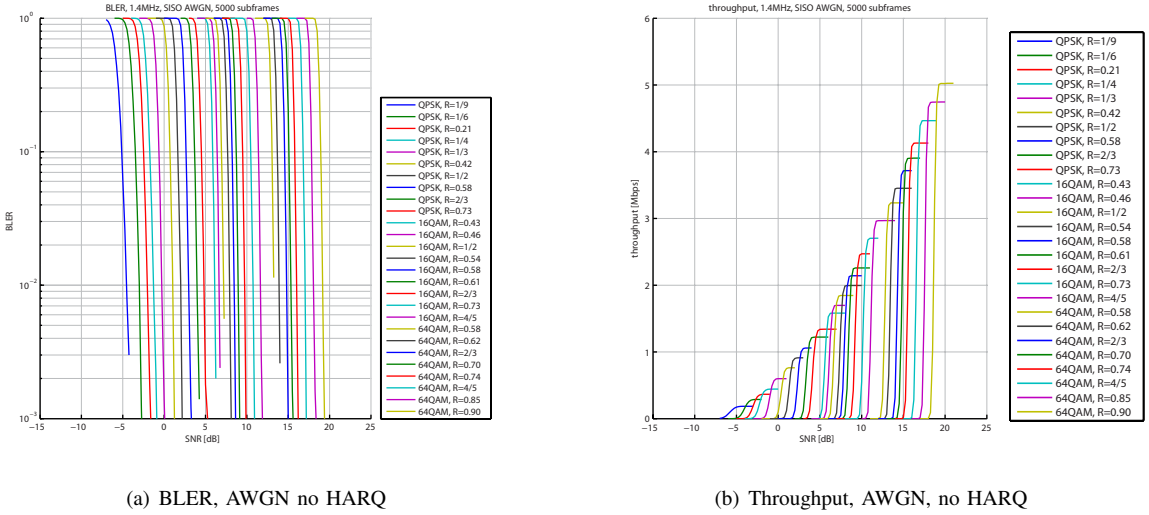 BLER, 1.4MHz, SISO AWGN, 5000 subframes
10⁰
10⁻¹
10⁻²
10⁻³
BLER
−15 −10 −5 0 5 10 15 20 25
SNR [dB]
QPSK, R=1/9
QPSK, R=1/6
QPSK, R=0.21
QPSK, R=1/4
QPSK, R=1/3
QPSK, R=0.42
QPSK, R=1/2
QPSK, R=0.58
QPSK, R=2/3
QPSK, R=0.73
16QAM, R=0.43
16QAM, R=0.46
16QAM, R=1/2
16QAM, R=0.54
16QAM, R=0.58
16QAM, R=0.61
16QAM, R=2/3
16QAM, R=0.73
16QAM, R=4/5
64QAM, R=0.58
64QAM, R=0.62
64QAM, R=2/3
64QAM, R=0.70
64QAM, R=0.74
64QAM, R=4/5
64QAM, R=0.85
64QAM, R=0.90
(a) BLER, AWGN no HARQ
throughput, 1.4MHz, SISO AWGN, 5000 subframes
6
5
4
3
2
1
0
throughput [Mbps]
−15 −10 −5 0 5 10 15 20 25
SNR [dB]
QPSK, R=1/9
QPSK, R=1/6
QPSK, R=0.21
QPSK, R=1/4
QPSK, R=1/3
QPSK, R=0.42
QPSK, R=1/2
QPSK, R=0.58
QPSK, R=2/3
QPSK, R=0.73
16QAM, R=0.43
16QAM, R=0.46
16QAM, R=1/2
16QAM, R=0.54
16QAM, R=0.58
16QAM, R=0.61
16QAM, R=2/3
16QAM, R=0.73
16QAM, R=4/5
64QAM, R=0.58
64QAM, R=0.62
64QAM, R=2/3
64QAM, R=0.70
64QAM, R=0.74
64QAM, R=4/5
64QAM, R=0.85
64QAM, R=0.90
(b) Throughput, AWGN, no HARQ